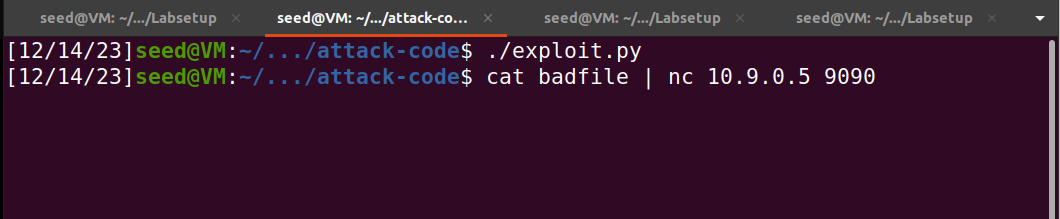 seed@VM: ~/.../Labsetup × seed@VM: ~/.../attack-co... × seed@VM: ~/.../Labsetup × seed@VM: ~/.../Labsetup ×
[12/14/23]seed@VM:~/.../attack-code$ ./exploit.py
[12/14/23]seed@VM:~/.../attack-code$ cat badfile | nc 10.9.0.5 9090